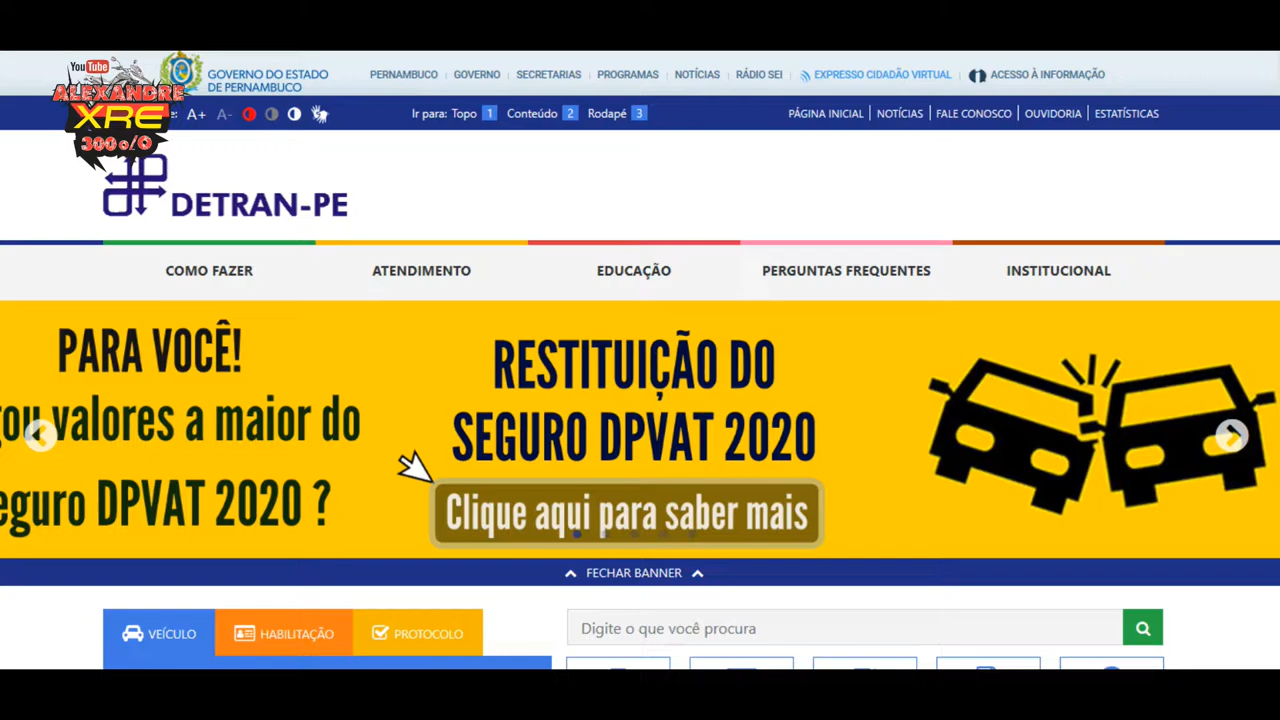 YouTube
ALEXANDRE
XRE
300°/o
GOVERNO DO ESTADO
DE PERNAMBUCO
PERNAMBUCO GOVERNO SECRETARIAS PROGRAMAS NOTÍCIAS RÁDIO SEI EXPRESSO CIDADÃO VIRTUAL ACESSO À INFORMAÇÃO
e: A+ A- Ir para: Topo 1 Conteúdo 2 Rodapé 3 PÁGINA INICIAL NOTÍCIAS FALE CONOSCO OUVIDORIA ESTATÍSTICAS
DETRAN-PE
COMO FAZER ATENDIMENTO EDUCAÇÃO PERGUNTAS FREQUENTES INSTITUCIONAL
PARA VOCÊ!
gou valores a maior do
eguro DPVAT 2020 ?
RESTITUIÇÃO DO
SEGURO DPVAT 2020
Clique aqui para saber mais
FECHAR BANNER
VEÍCULO HABILITAÇÃO PROTOCOLO
Digite o que você procura